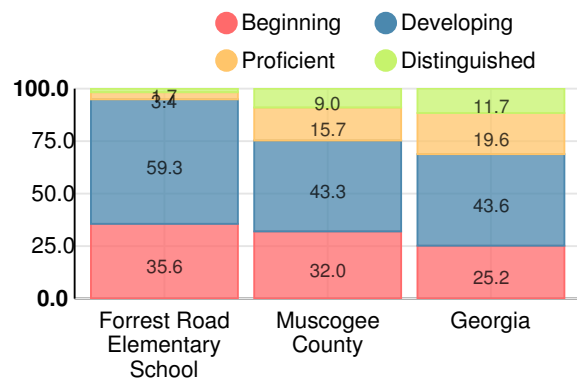 Beginning
Developing
Proficient
Distinguished
100.0
75.0
50.0
25.0
0.0
1.7
3.4
59.3
35.6
9.0
15.7
43.3
32.0
11.7
19.6
43.6
25.2
Forrest Road
Elementary
School
Muscogee
County
Georgia